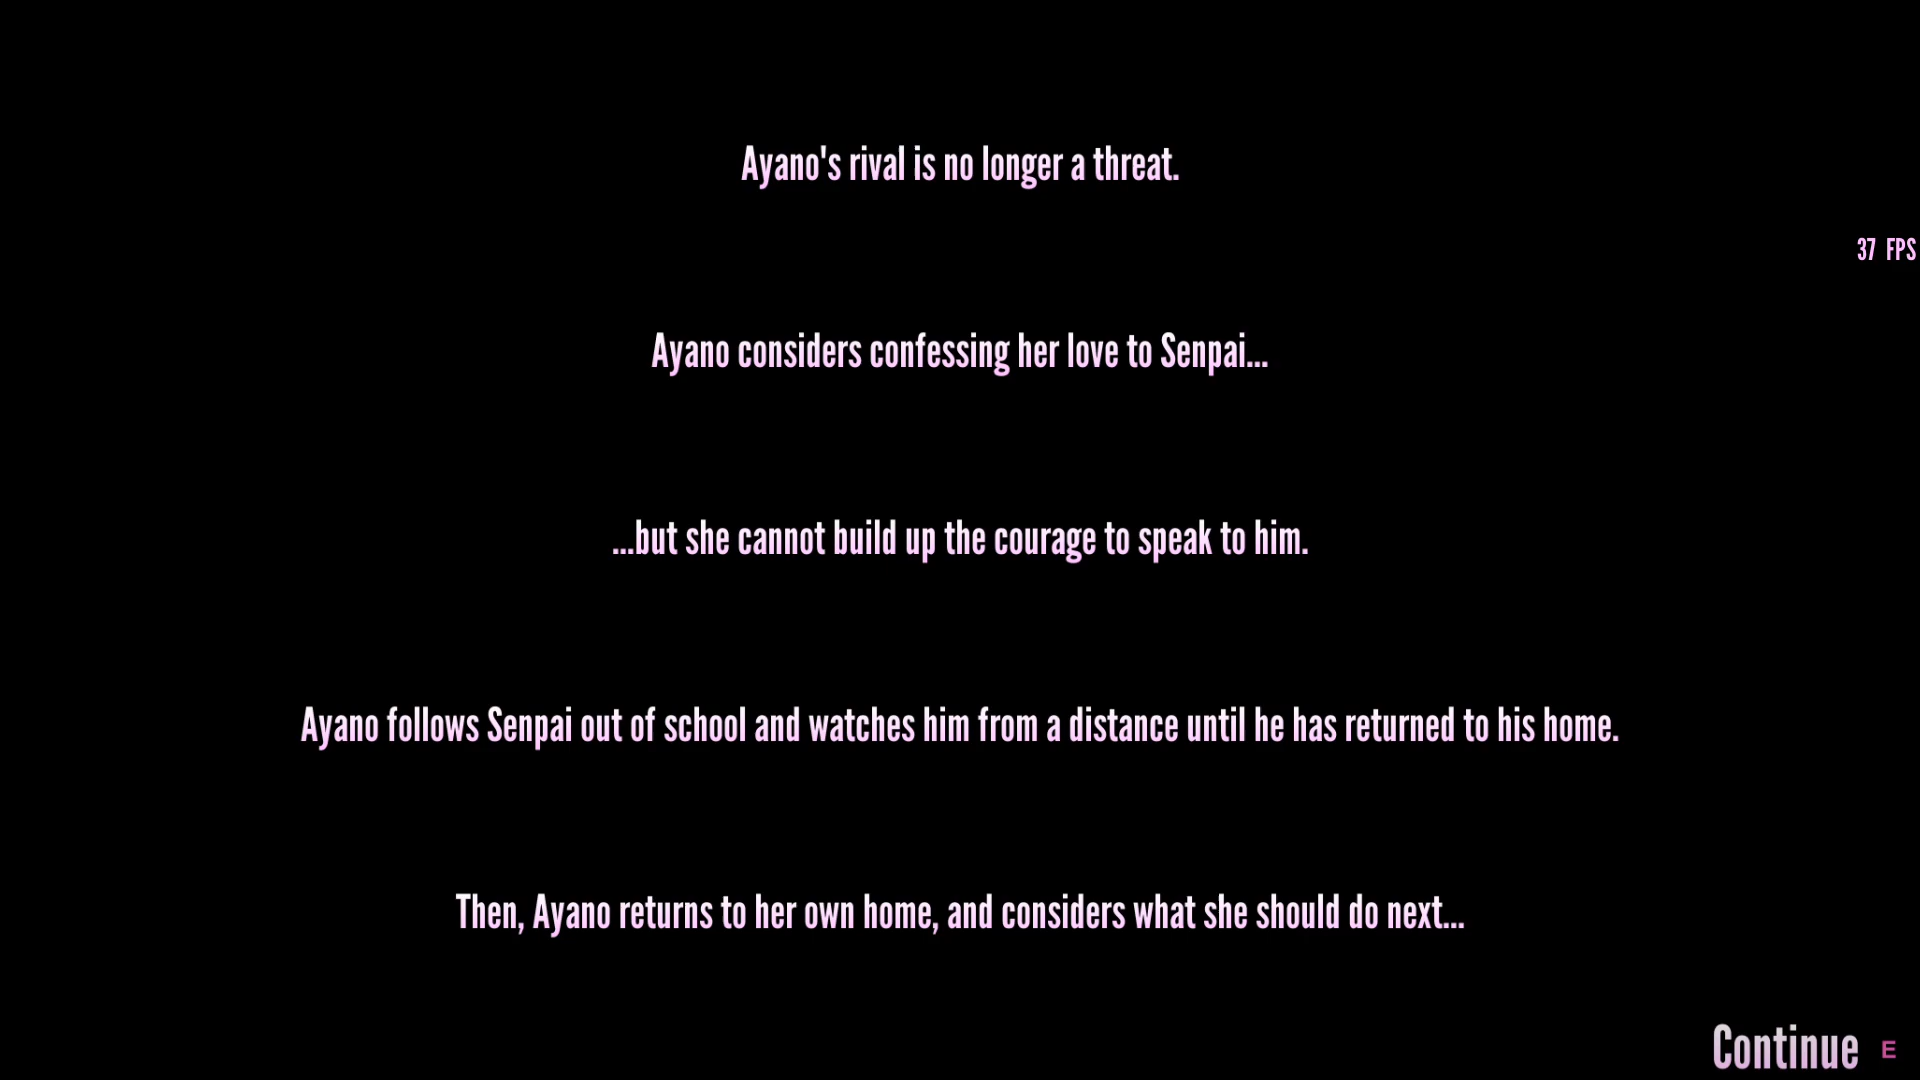 Ayano's rival is no longer a threat.
37 FPS
Ayano considers confessing her love to Senpai...
...but she cannot build up the courage to speak to him.
Ayano follows Senpai out of school and watches him from a distance until he has returned to his home.
Then, Ayano returns to her own home, and considers what she should do next...
Continue E